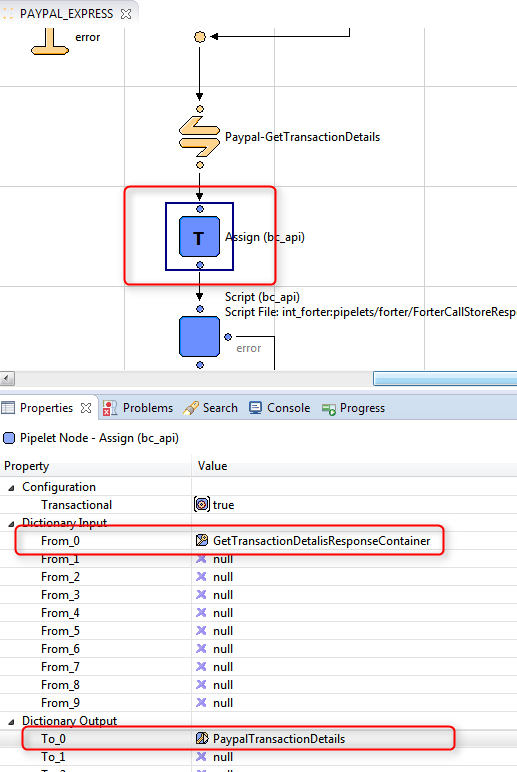 PAYPAL_EXPRESS
error
Paypal-GetTransactionDetails
T
Assign (bc_api)
Script (bc_api)
Script File: int_forter:pipelets/forter/ForterCallStoreResp
error
Properties Problems Search Console Progress
Pipelet Node - Assign (bc_api)
Property Value
Configuration
Transactional true
Dictionary Input
From_0 GetTransactionDetalisResponseContainer
From_1 null
From_2 null
From_3 null
From_4 null
From_5 null
From_6 null
From_7 null
From_8 null
From_9 null
Dictionary Output
To_0 PaypalTransactionDetails
To_1 null